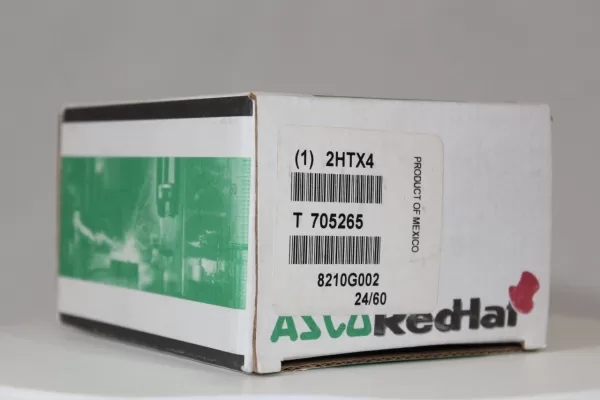 (1) 2HTX4
PRODUCT OF MEXICO
T 705265
8210G002
24/60
ASCO RedHat